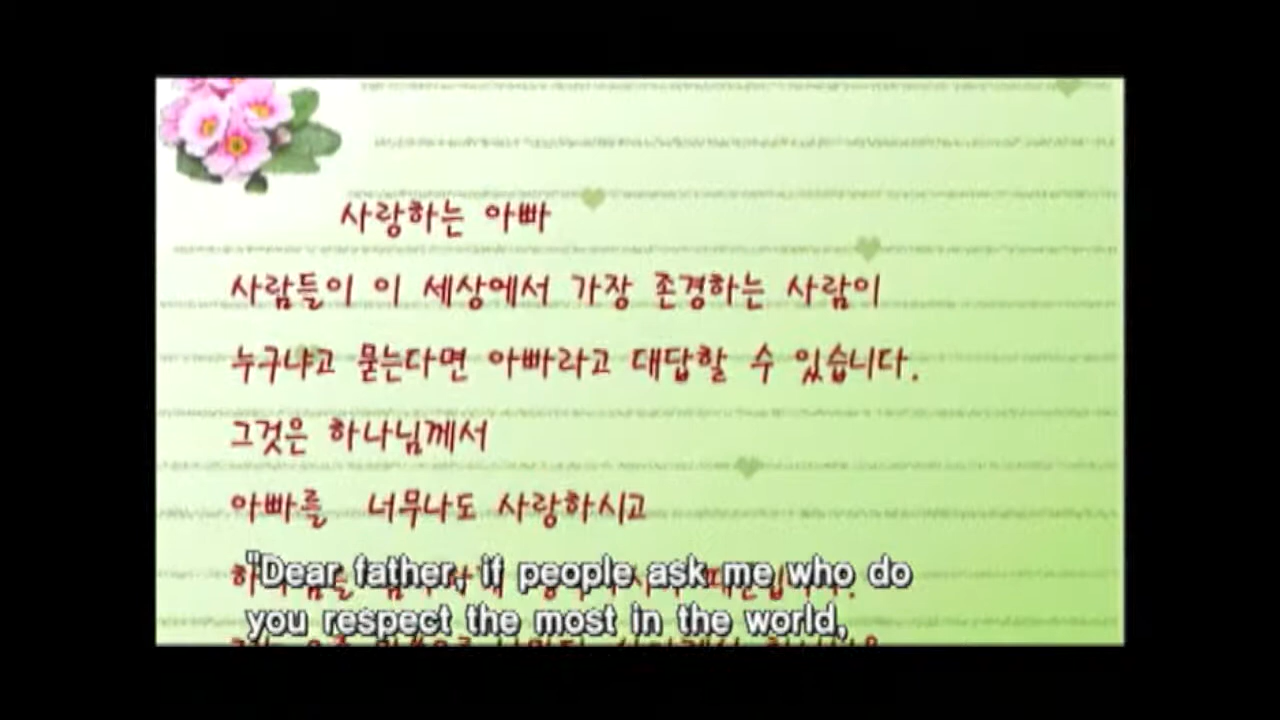 사랑하는 아빠
사람들이 이 세상에서 가장 존경하는 사람이
누구냐고 묻는다면 아빠라고 대답할 수 있습니다.
그것은 하나님께서
아빠를 너무나도 사랑하시고
"Dear father, if people ask me who do
you respect the most in the world,